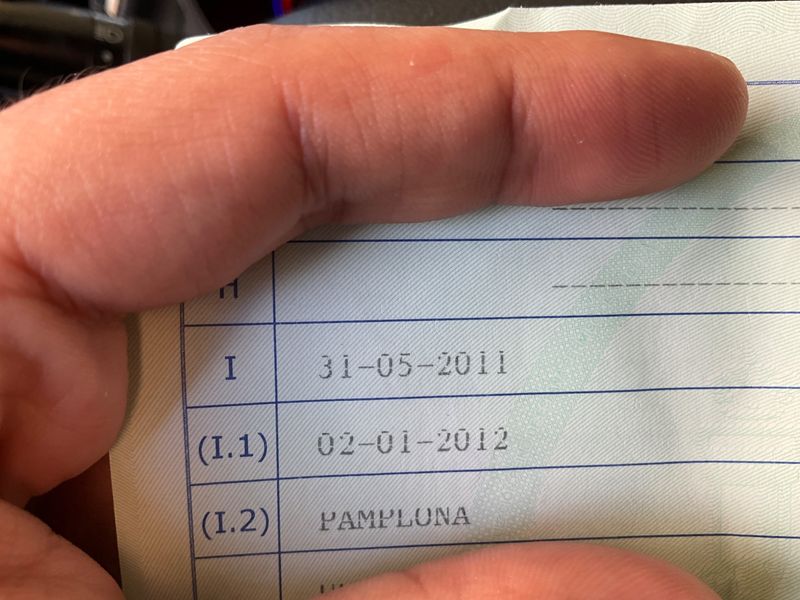 H
I 31-05-2011
(I.1) 02-01-2012
(I.2) PAMPLONA